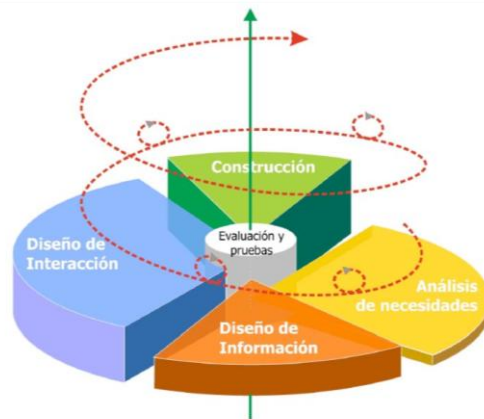 Construcción
Evaluación y
pruebas
Diseño de
Interacción
Análisis
de necesidades
Diseño de
Información